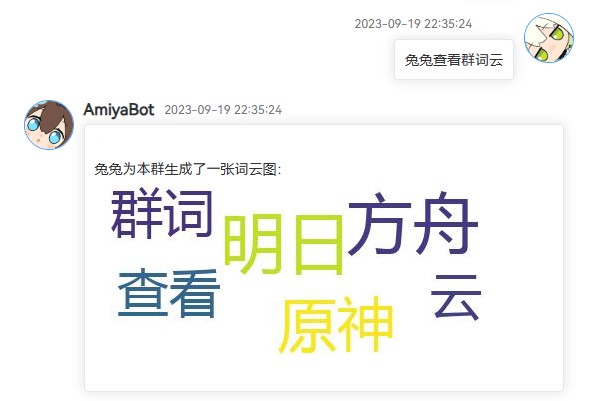 2023-09-19 22:35:24
兔兔查看群词云
AmiyaBot 2023-09-19 22:35:24
兔兔为本群生成了一张词云图:
群词 明日 方舟
查看 原神 云